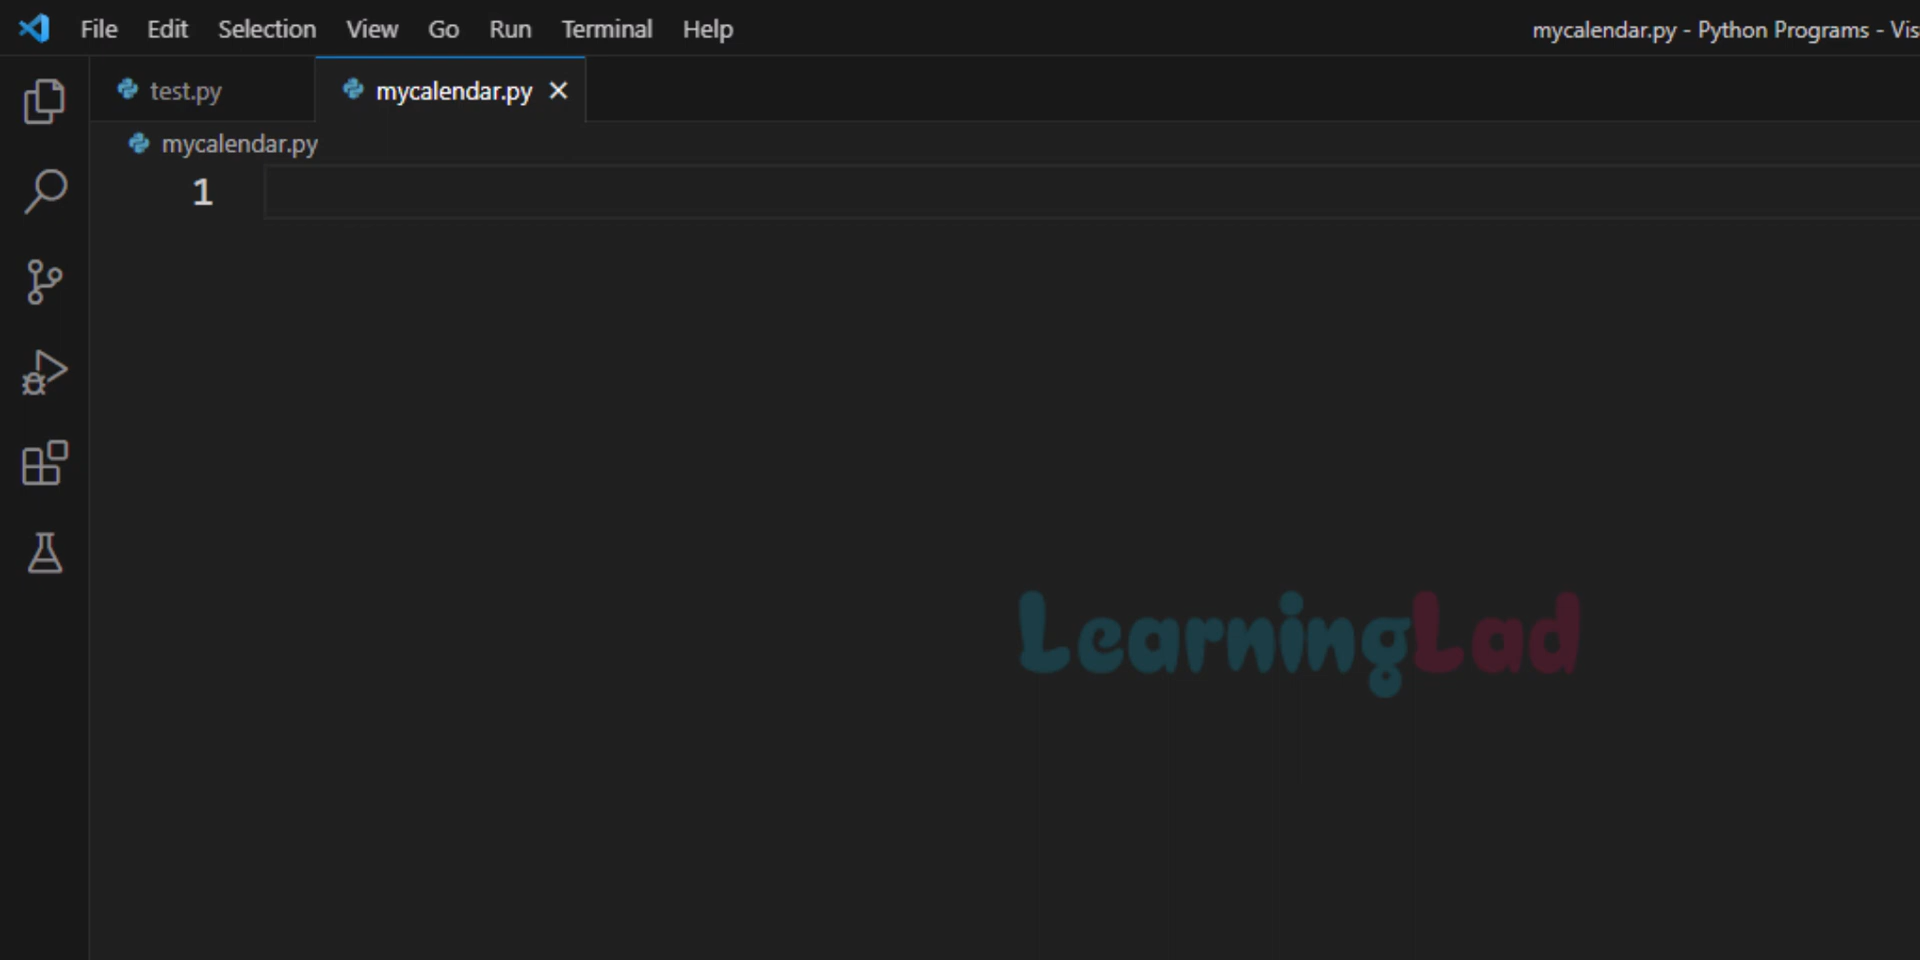 File Edit Selection View Go Run Terminal Help
mycalendar.py - Python Programs - Vis
test.py
mycalendar.py
mycalendar.py
1
LearningLad